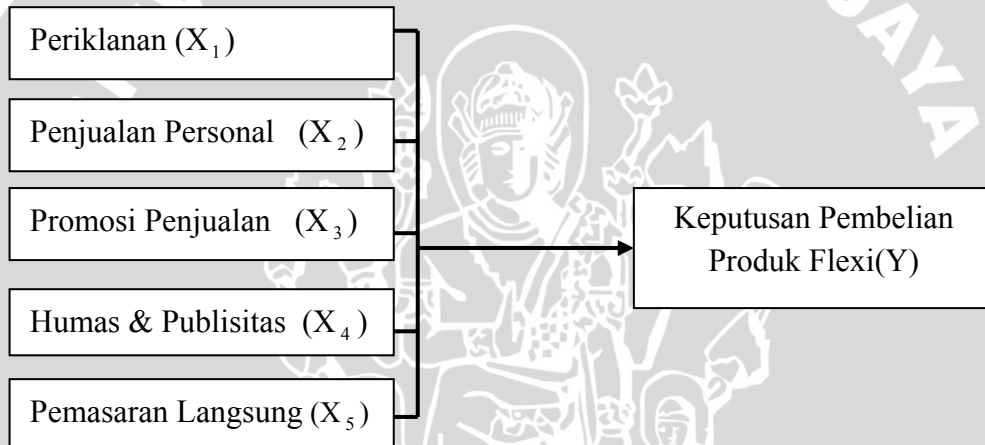 Periklanan (X₁)
Penjualan Personal (X₂)
Promosi Penjualan (X₃)
Humas & Publisitas (X₄)
Pemasaran Langsung (X₅)
Keputusan Pembelian
Produk Flexi(Y)